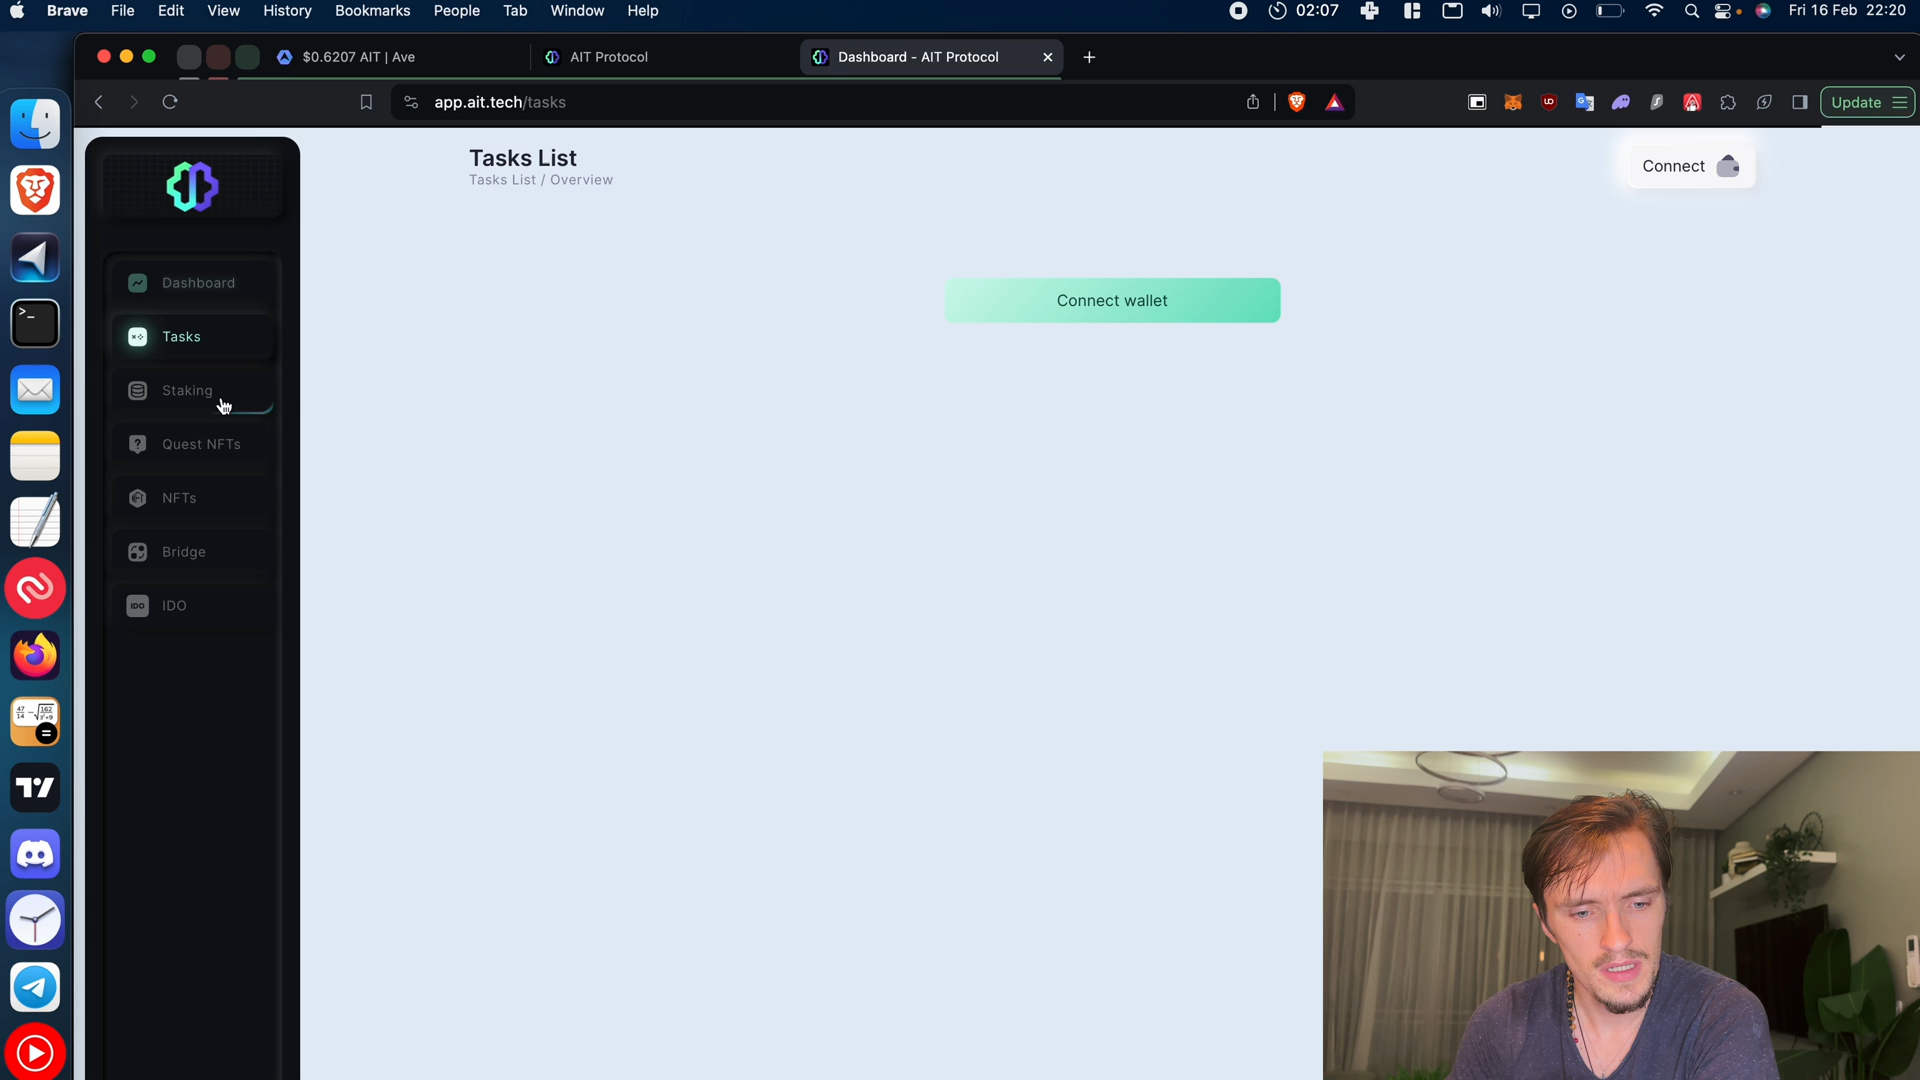 Brave File Edit View History Bookmarks People Tab Window Help 02:07 Fri 16 Feb 22:20
$0.6207 AIT | Ave
AIT Protocol
Dashboard - AIT Protocol
app.ait.tech/tasks
Update
Tasks List
Tasks List / Overview
Connect
Connect wallet
Dashboard
Tasks
Staking
Quest NFTs
NFTs
Bridge
IDO
IDO